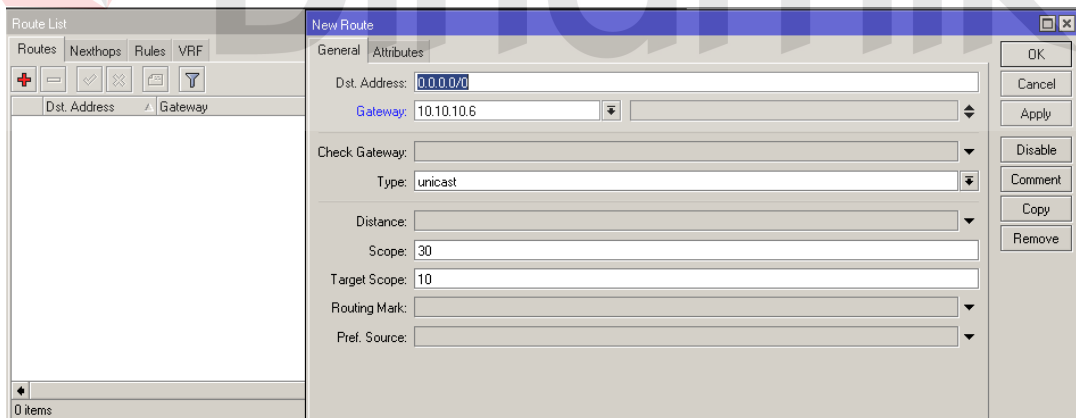 Route List
Routes Nexthops Rules VRF
Dst. Address Gateway
0 items
New Route
General Attributes
Dst. Address: 0.0.0.0/0
Gateway: 10.10.10.6
Check Gateway:
Type: unicast
Distance:
Scope: 30
Target Scope: 10
Routing Mark:
Pref. Source:
OK
Cancel
Apply
Disable
Comment
Copy
Remove